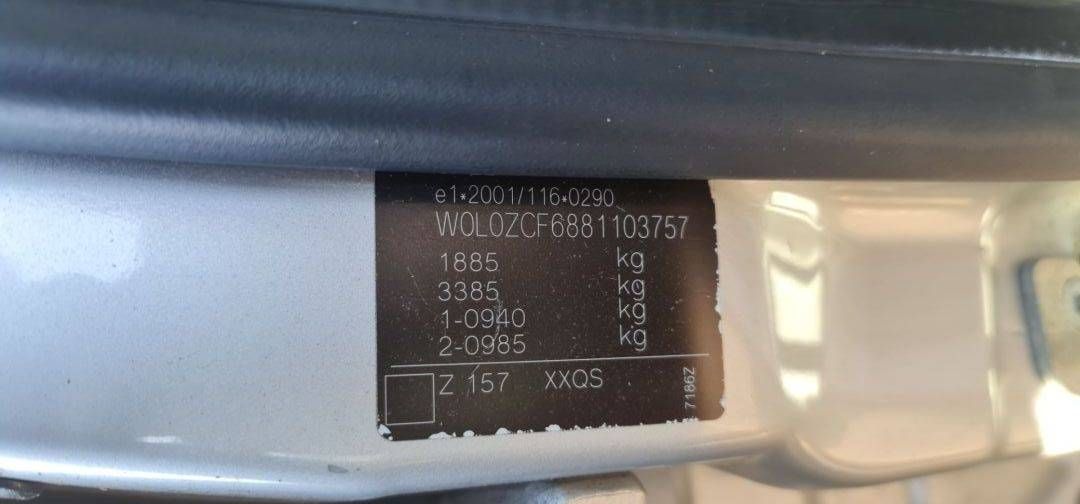 e1*2001/116*0290
W0L0ZCF6881103757
1885 kg
3385 kg
1-0940 kg
2-0985 kg
Z 157 XXQS
7186Z